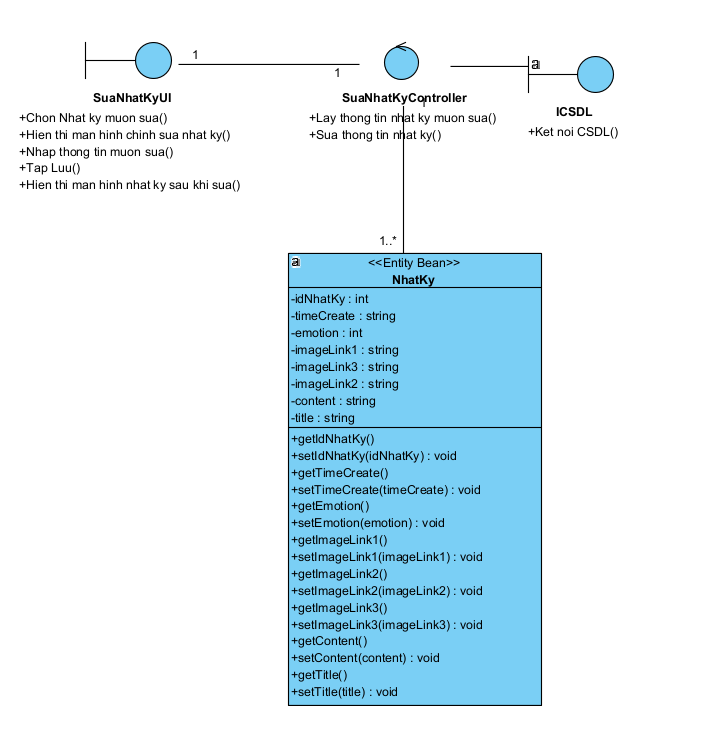 1
1
a
SuaNhatKyUI
+Chon Nhat ky muon sua()
+Hien thi man hinh chinh sua nhat ky()
+Nhap thong tin muon sua()
+Tap Luu()
+Hien thi man hinh nhat ky sau khi sua()
SuaNhatKyController
+Lay thong tin nhat ky muon sua()
+Sua thong tin nhat ky()
ICSDL
+Ket noi CSDL()
1..*
a
<<Entity Bean>>
NhatKy
-idNhatKy : int
-timeCreate : string
-emotion : int
-imageLink1 : string
-imageLink3 : string
-imageLink2 : string
-content : string
-title : string
+getIdNhatKy()
+setIdNhatKy(idNhatKy) : void
+getTimeCreate()
+setTimeCreate(timeCreate) : void
+getEmotion()
+setEmotion(emotion) : void
+getImageLink1()
+setImageLink1(imageLink1) : void
+getImageLink2()
+setImageLink2(imageLink2) : void
+getImageLink3()
+setImageLink3(imageLink3) : void
+getContent()
+setContent(content) : void
+getTitle()
+setTitle(title) : void